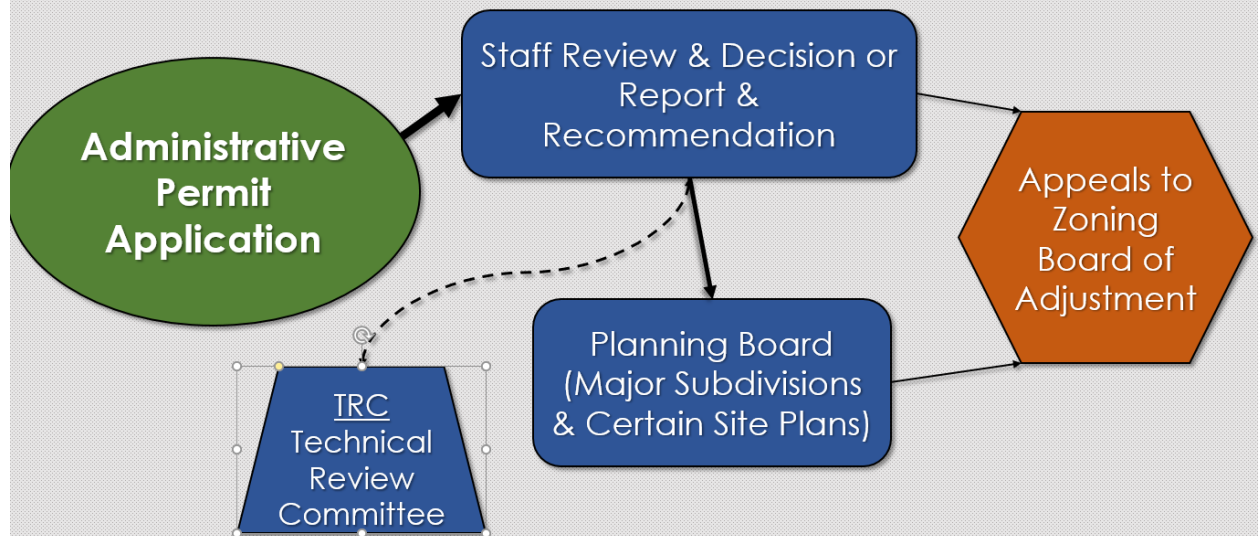 Administrative
Permit
Application
Staff Review & Decision or
Report &
Recommendation
Appeals to
Zoning
Board of
Adjustment
Planning Board
(Major Subdivisions
& Certain Site Plans)
TRC
Technical
Review
Committee